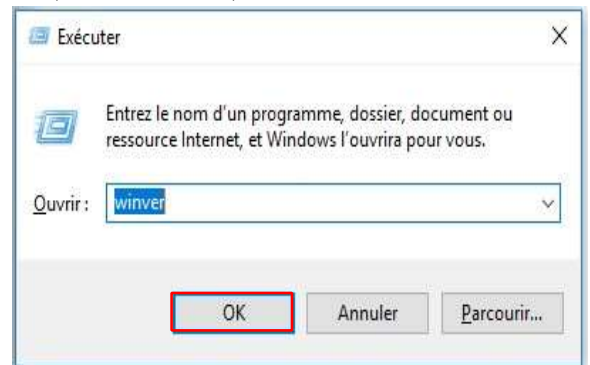 Exécuter
Entrez le nom d'un programme, dossier, document ou
ressource Internet, et Windows l'ouvrira pour vous.
Ouvrir : winver
OK Annuler Parcourir...